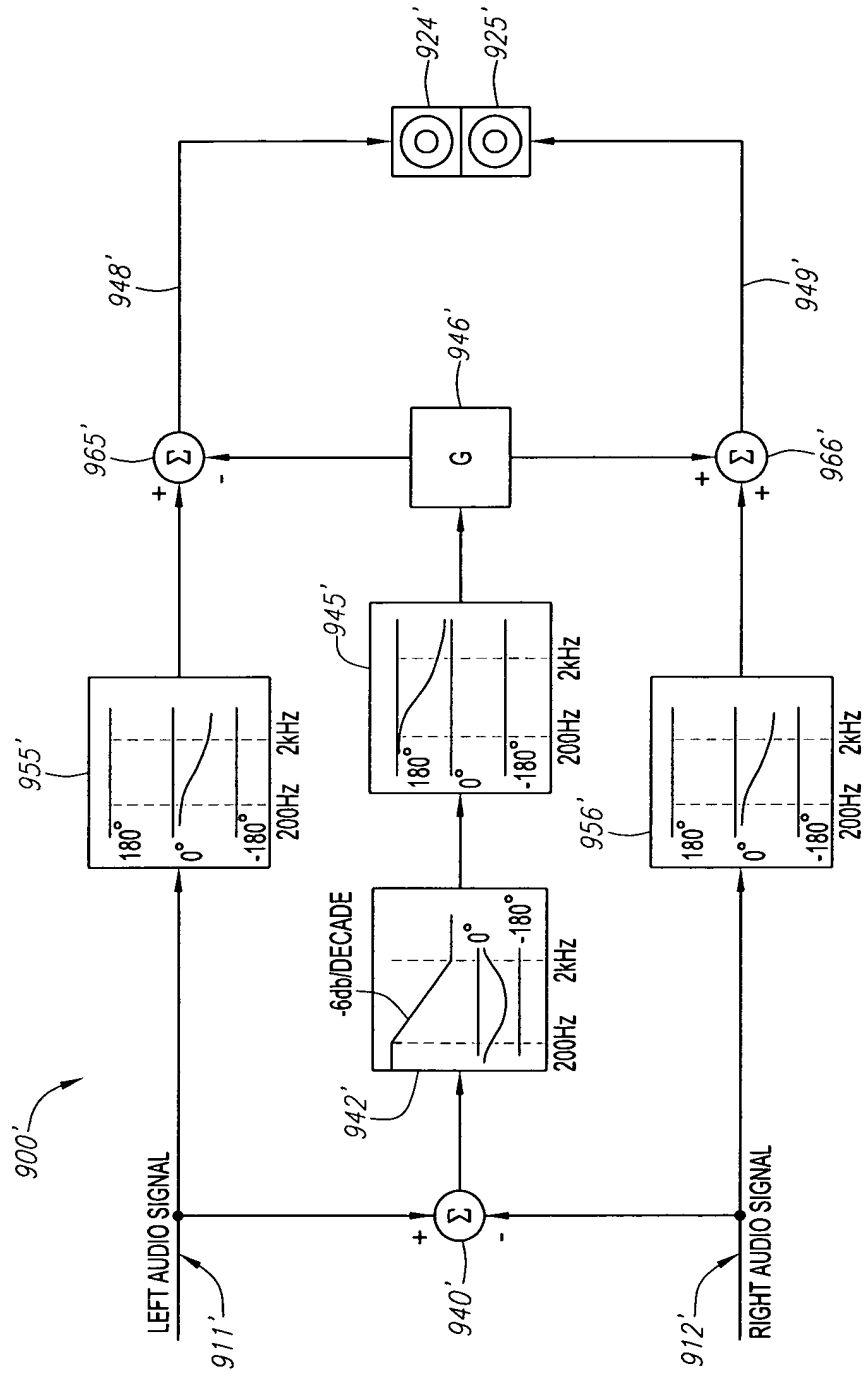 900'
LEFT AUDIO SIGNAL
911'
955'
180°
0°
-180°
200Hz 2kHz
+
-
Σ
965'
948'
+
-
Σ
940'
942'
-6db/DECADE
0°
-180°
200Hz 2kHz
945'
180°
0°
-180°
200Hz 2kHz
G
946'
924'
925'
RIGHT AUDIO SIGNAL
912'
956'
180°
0°
-180°
200Hz 2kHz
+
+
Σ
966'
949'